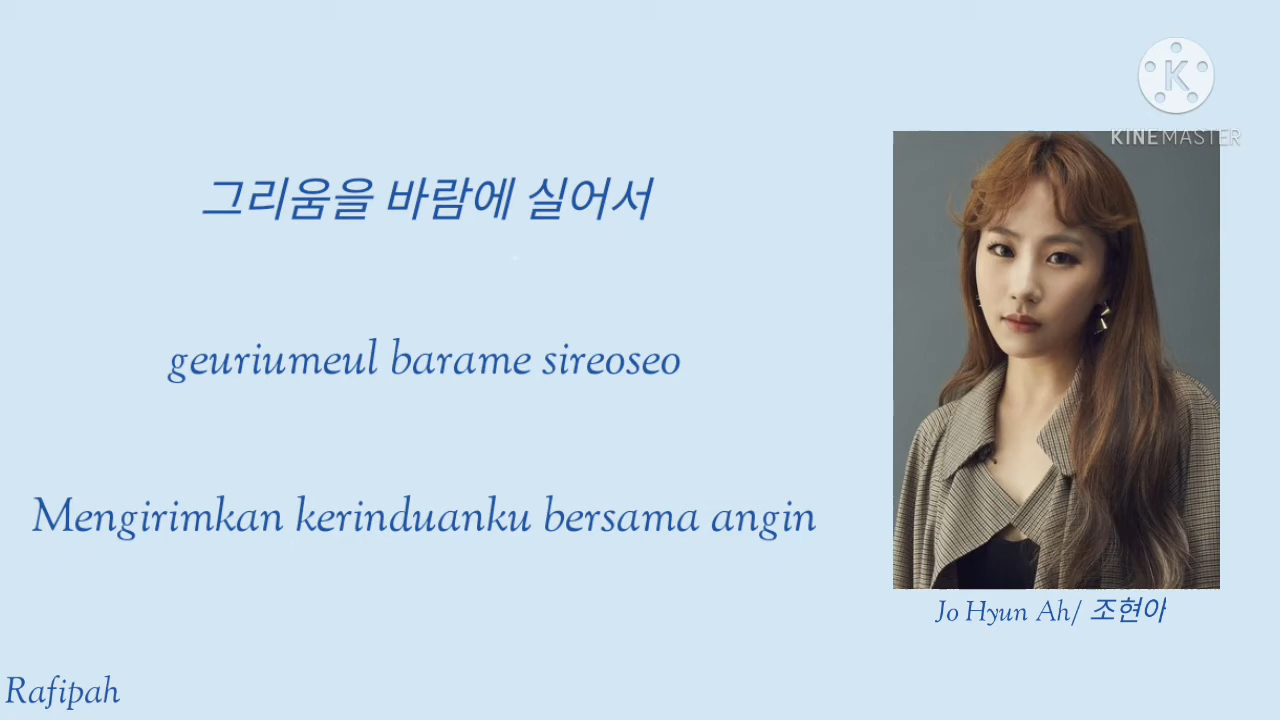 K
KINEMASTER
그리움을 바람에 실어서
geuriumeul barame sireoseo
Mengirimkan kerinduanku bersama angin
Jo Hyun Ah/ 조현아
Rafipah